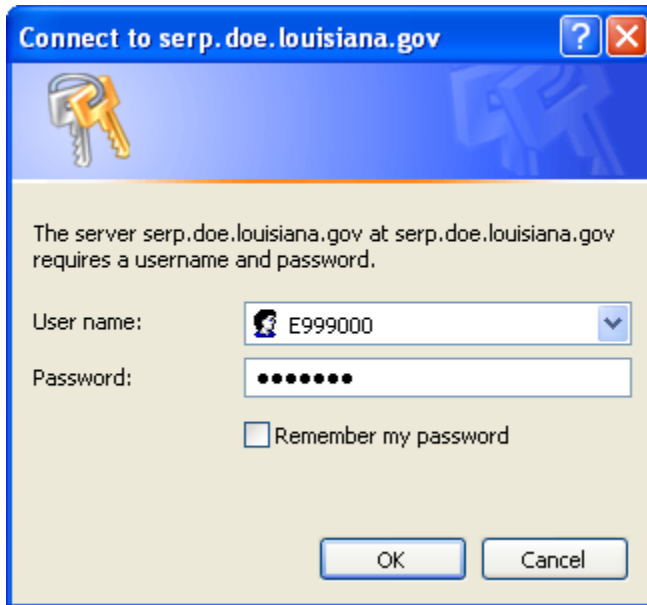 Connect to serp.doe.louisiana.gov
The server serp.doe.louisiana.gov at serp.doe.louisiana.gov
requires a username and password.
User name:
E999000
Password:
•••••••
Remember my password
OK
Cancel